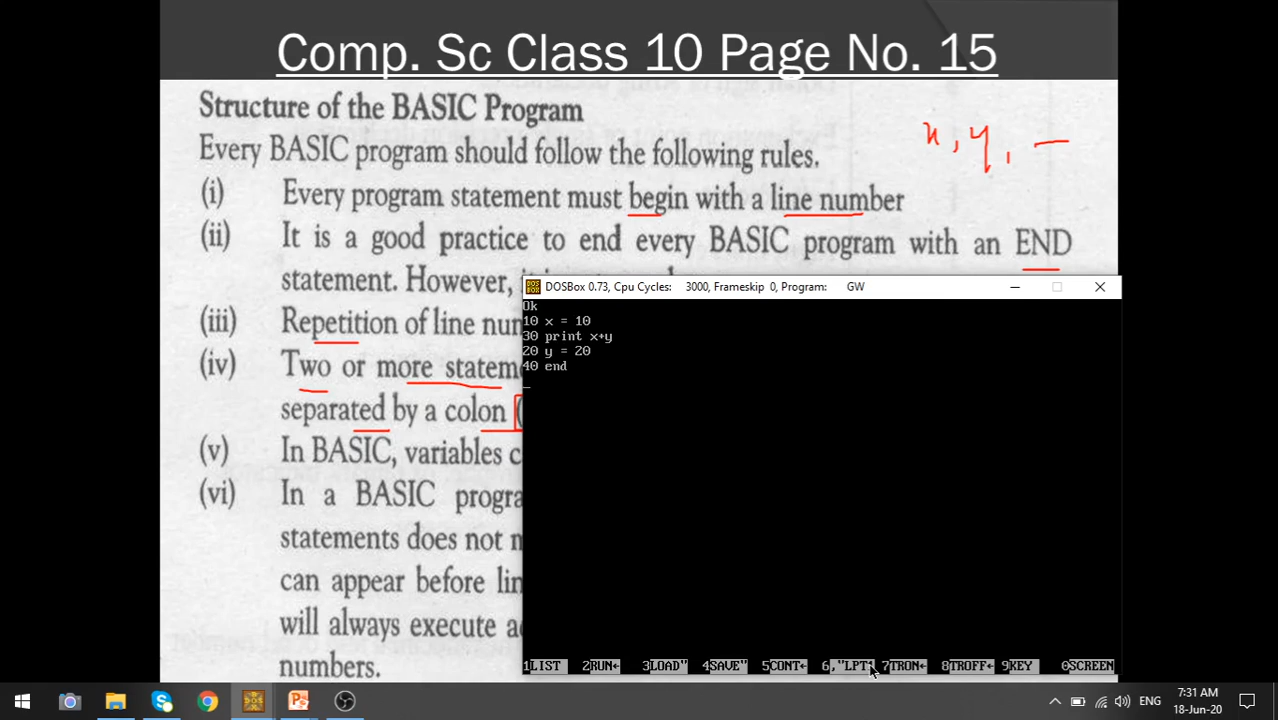 Comp. Sc Class 10 Page No. 15
Structure of the BASIC Program
Every BASIC program should follow the following rules.
x, y, —
(i) Every program statement must begin with a line number
(ii) It is a good practice to end every BASIC program with an END
statement. However,
(iii) Repetition of line
(iv) Two or more
separated by a colon (
(v) In BASIC, variables
(vi) In a BASIC
statements does not
can appear before
will always execute
numbers.
DOSBox 0.73, Cpu Cycles: 3000, Frameskip 0, Program: GW
Ok
10 x = 10
30 print x+y
20 y = 20
40 end
1LIST 2RUN← 3LOAD" 4SAVE" 5CONT← 6,"LPT1 7TRON← 8TROFF← 9KEY 0SCREEN
ENG
7:31 AM
18-Jun-20